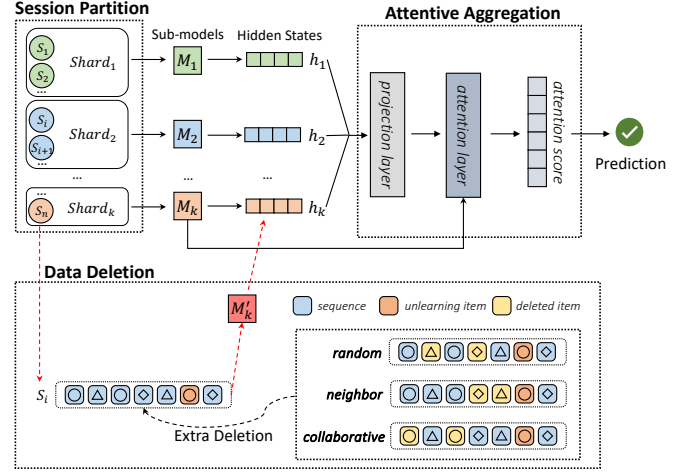 Session Partition
Attentive Aggregation
Sub-models
Hidden States
S1
S2
...
Shard1
M1
h1
Si
Si+1
...
Shard2
M2
h2
...
...
...
...
Sn
Shardk
Mk
hk
projection layer
attention layer
attention score
Prediction
Data Deletion
M'k
sequence
unlearning item
deleted item
random
neighbor
collaborative
Si
Extra Deletion